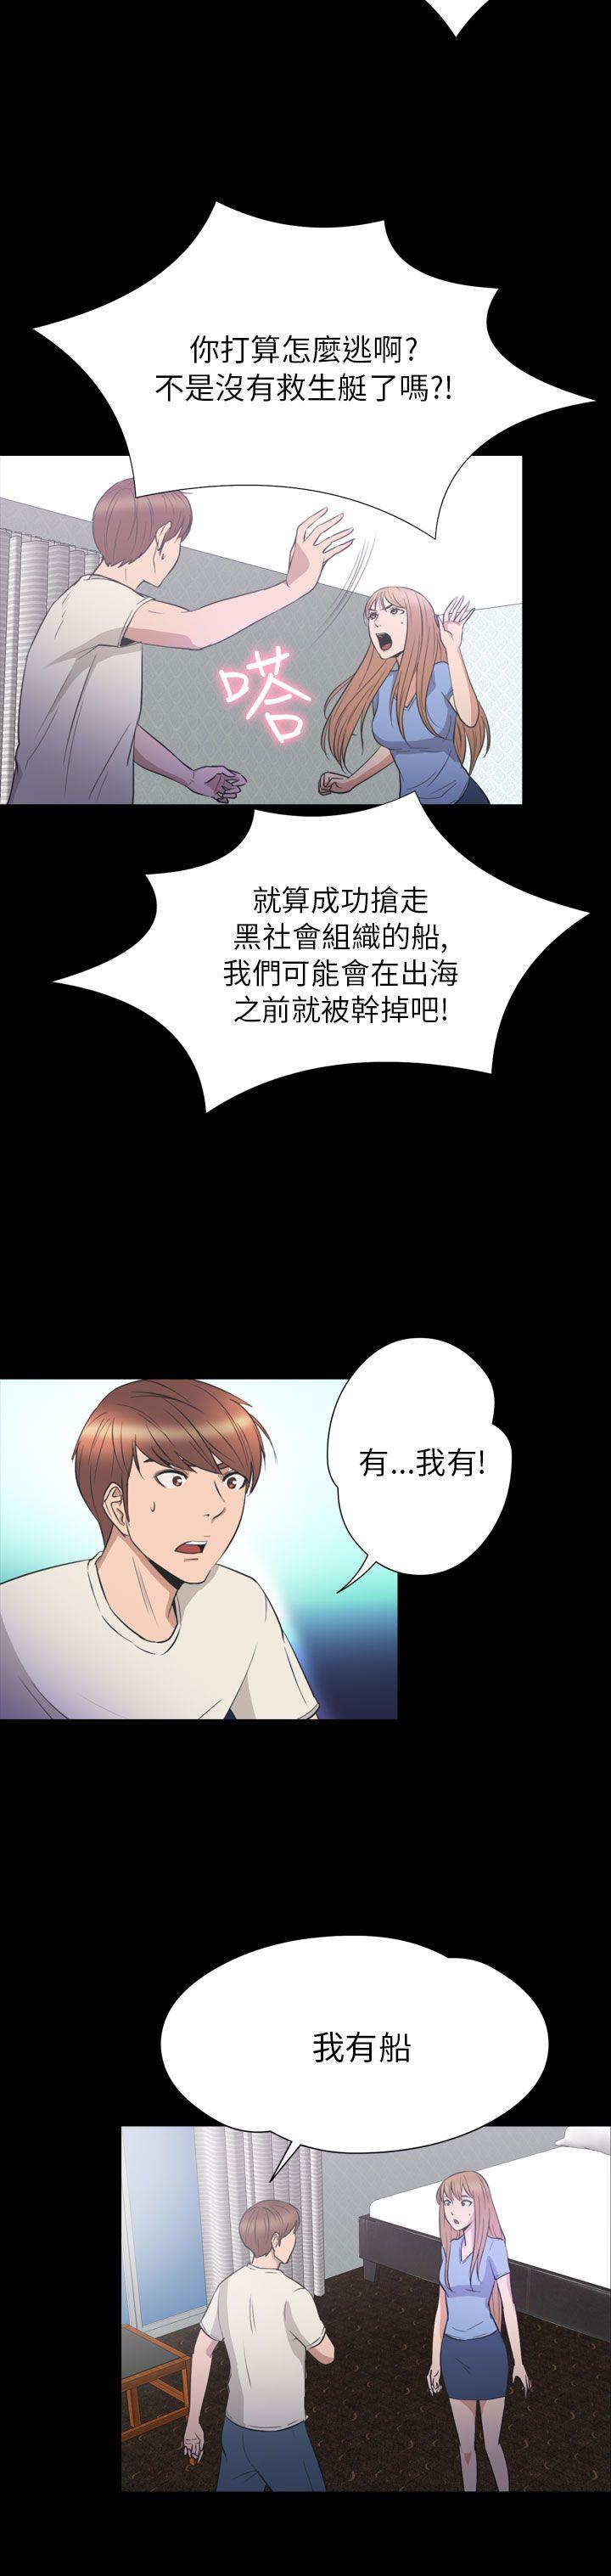 你打算怎麼逃啊?
不是沒有救生艇了嗎?!
嗒
就算成功搶走
黑社會組織的船,
我們可能會在出海
之前就被幹掉吧!
有...我有!
我有船